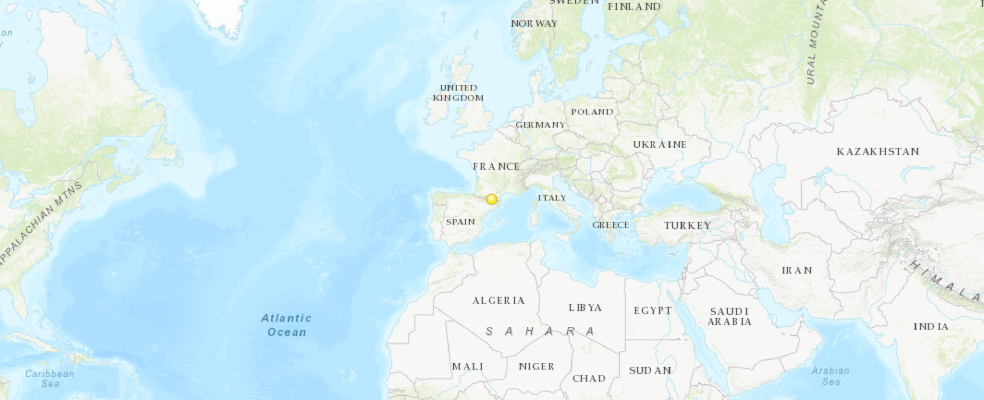 SWEDEN
FINLAND
NORWAY
URAL MOUNTA
UNITED
KINGDOM
POLAND
GERMANY
UKRAINE
KAZAKHSTAN
FRANCE
APPALACHIAN MTNS
ITALY
SPAIN
GREECE
TURKEY
IRAN
HIMALA
ALGERIA
LIBYA
EGYPT
SAUDI
ARABIA
Atlantic
Ocean
SAHARA
INDIA
MALI
NIGER
CHAD
SUDAN
Caribbean
Sea
Arabian
Sea